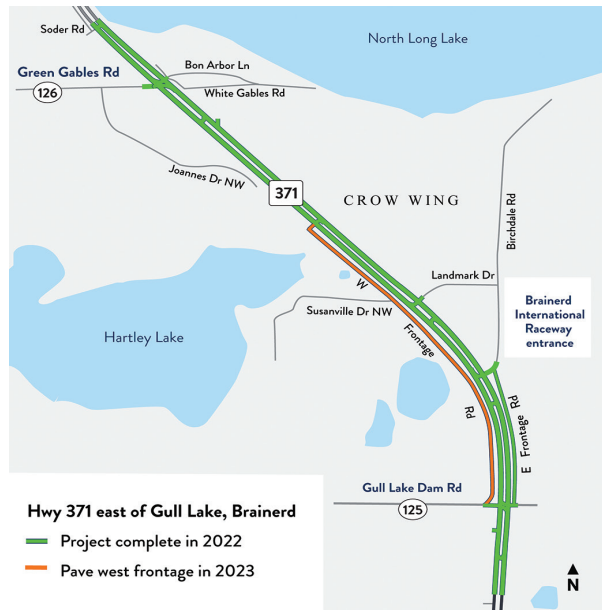 Soder Rd
North Long Lake
Green Gables Rd
Bon Arbor Ln
126
White Gables Rd
Joannes Dr NW
371
CROW WING
Birchdale Rd
Landmark Dr
W
Frontage
Rd
Susanville Dr NW
Brainerd
International
Raceway
entrance
Hartley Lake
E Frontage Rd
Gull Lake Dam Rd
125
Hwy 371 east of Gull Lake, Brainerd
Project complete in 2022
Pave west frontage in 2023
N